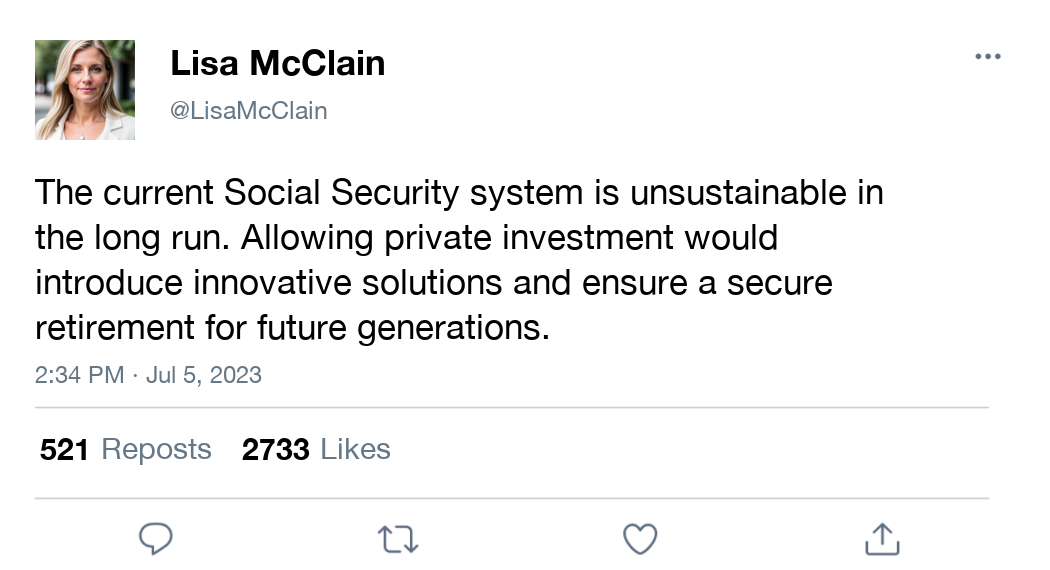 Lisa McClain
@LisaMcClain
The current Social Security system is unsustainable in
the long run. Allowing private investment would
introduce innovative solutions and ensure a secure
retirement for future generations.
2:34 PM · Jul 5, 2023
521 Reposts 2733 Likes